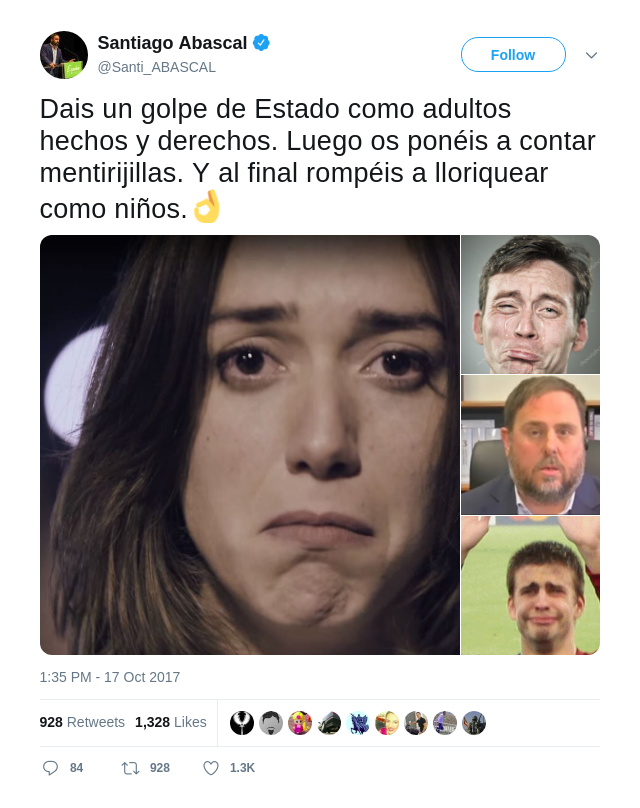 Santiago Abascal
@Santi_ABASCAL
Follow
Dais un golpe de Estado como adultos
hechos y derechos. Luego os ponéis a contar
mentirijillas. Y al final rompéis a lloriquear
como niños.👌
1:35 PM - 17 Oct 2017
928 Retweets 1,328 Likes
84 928 1.3K